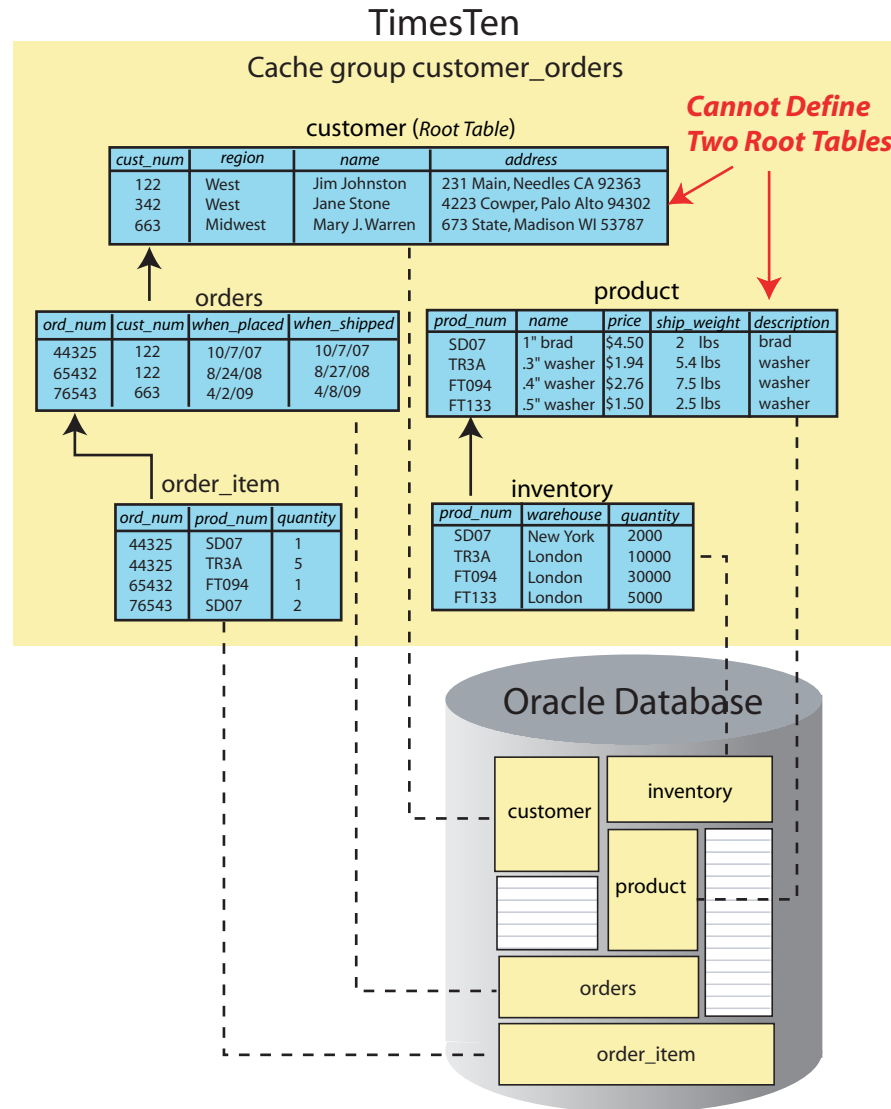 TimesTen
Cache group customer_orders
Cannot Define
Two Root Tables
customer (Root Table)
cust_num region name address
122 West Jim Johnston 231 Main, Needles CA 92363
342 West Jane Stone 4223 Cowper, Palo Alto 94302
663 Midwest Mary J. Warren 673 State, Madison WI 53787
orders
ord_num cust_num when_placed when_shipped
44325 122 10/7/07 10/7/07
65432 122 8/24/08 8/27/08
76543 663 4/2/09 4/8/09
product
prod_num name price ship_weight description
SD07 1" brad $4.50 2 lbs brad
TR3A .3" washer $1.94 5.4 lbs washer
FT094 .4" washer $2.76 7.5 lbs washer
FT133 .5" washer $1.50 2.5 lbs washer
order_item
ord_num prod_num quantity
44325 SD07 1
44325 TR3A 5
65432 FT094 1
76543 SD07 2
inventory
prod_num warehouse quantity
SD07 New York 2000
TR3A London 10000
FT094 London 30000
FT133 London 5000
Oracle Database
customer
inventory
product
orders
order_item